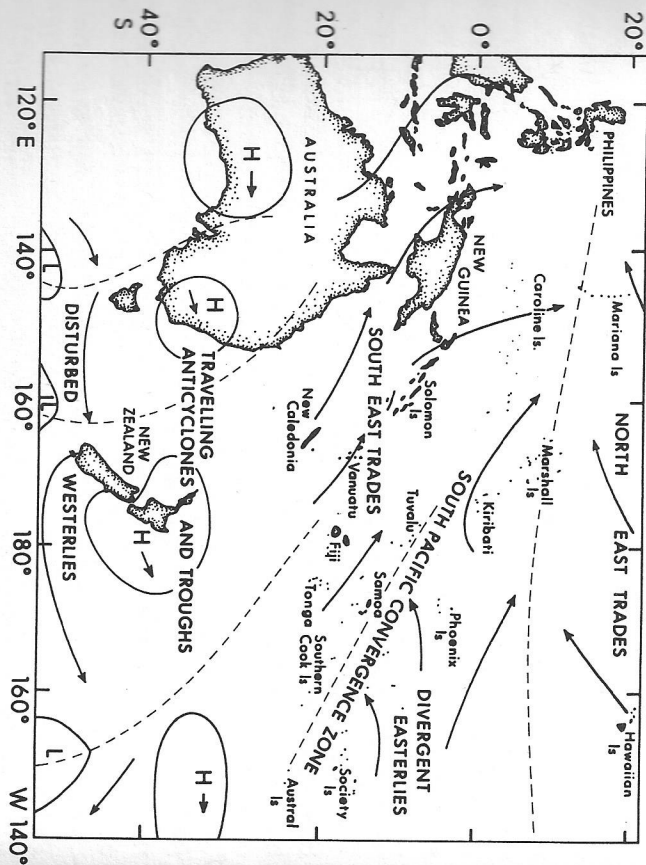 20°
0°
20°
40°
S
120°E
140°
160°
180°
160°
W 140°
PHILIPPINES
Mariana Is
NORTH EAST TRADES
Hawaiian
Is
Caroline Is.
Marshall
Is
Kiribati
Phoenix
Is
DIVERGENT
EASTERLIES
NEW
GUINEA
Solomon
Is
Tuvalu
SOUTH PACIFIC CONVERGENCE ZONE
Samoa
Society
Is
SOUTH EAST TRADES
Vanuatu
Fiji
Tonga
Southern
Cook Is
Austral
Is
New
Caledonia
AUSTRALIA
H
H
H
H
TRAVELLING
ANTICYCLONES AND TROUGHS
NEW
ZEALAND
DISTURBED WESTERLIES
L
L
L